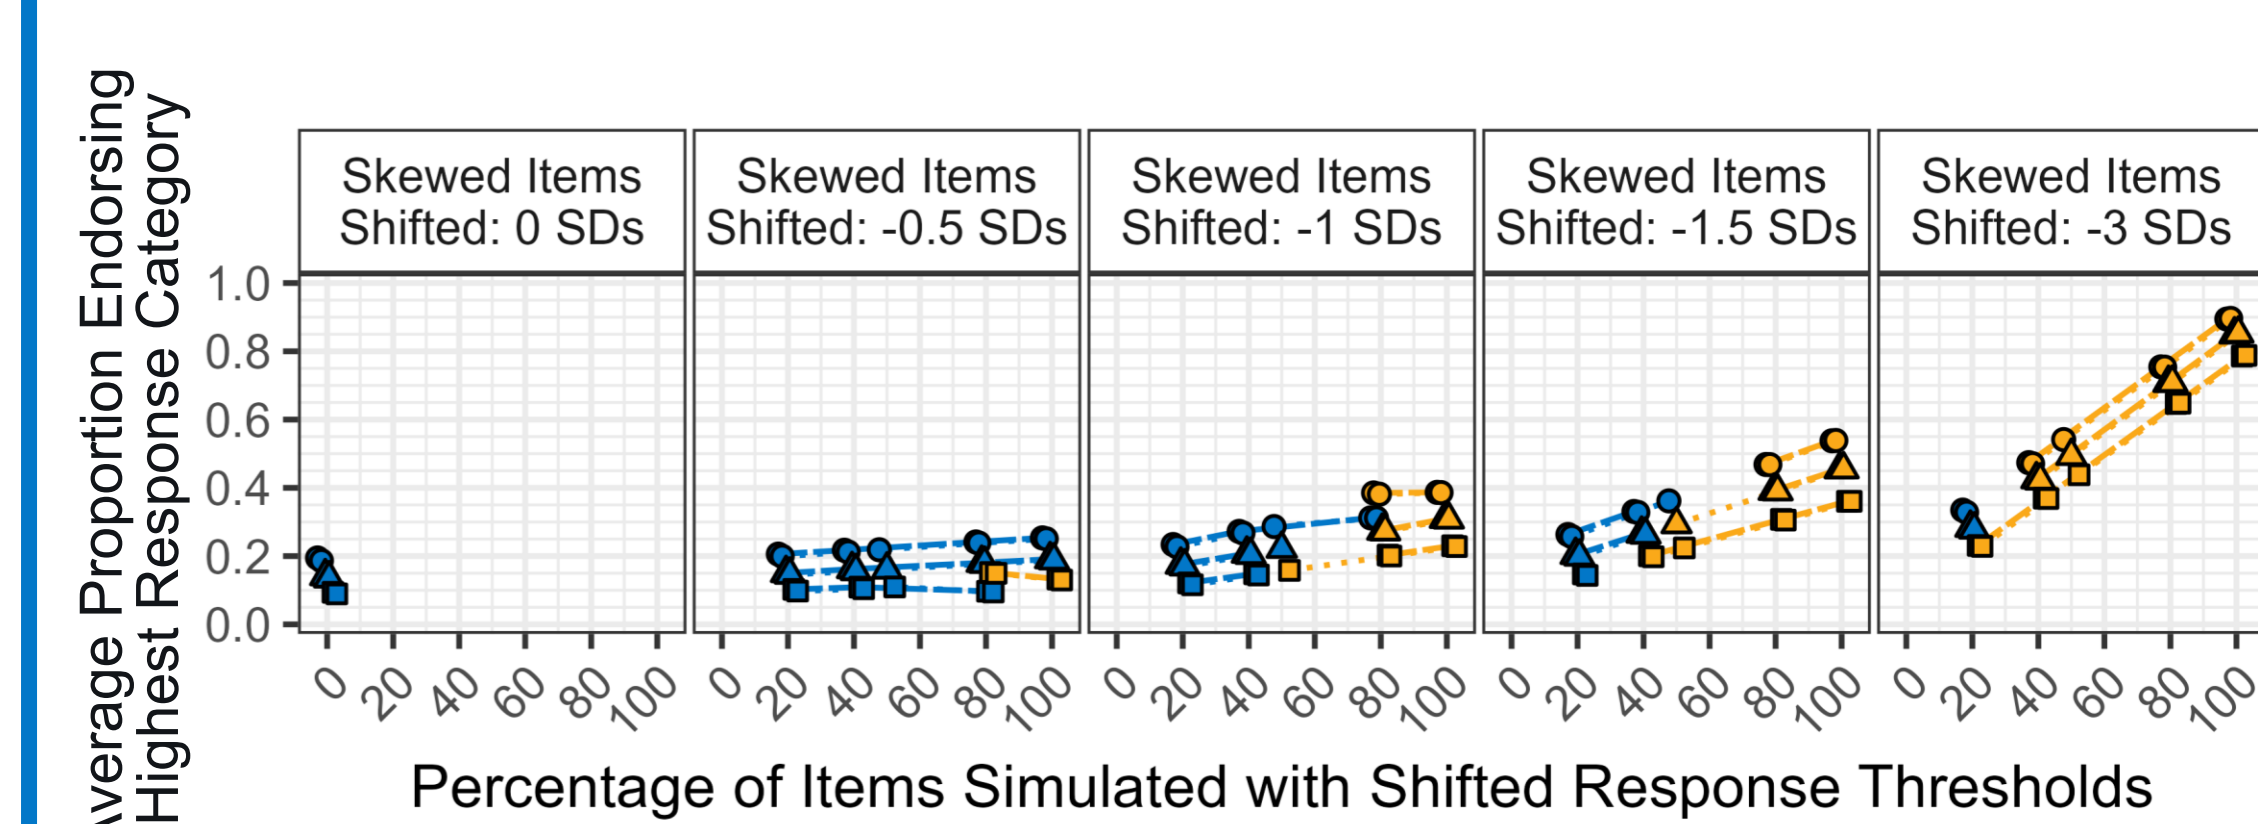 Average Proportion Endorsing
Highest Response Category
Skewed Items
Shifted: 0 SDs
Skewed Items
Shifted: -0.5 SDs
Skewed Items
Shifted: -1 SDs
Skewed Items
Shifted: -1.5 SDs
Skewed Items
Shifted: -3 SDs
1.0
0.8
0.6
0.4
0.2
0.0
0 20 40 60 80 100
0 20 40 60 80 100
0 20 40 60 80 100
0 20 40 60 80 100
0 20 40 60 80 100
Percentage of Items Simulated with Shifted Response Thresholds